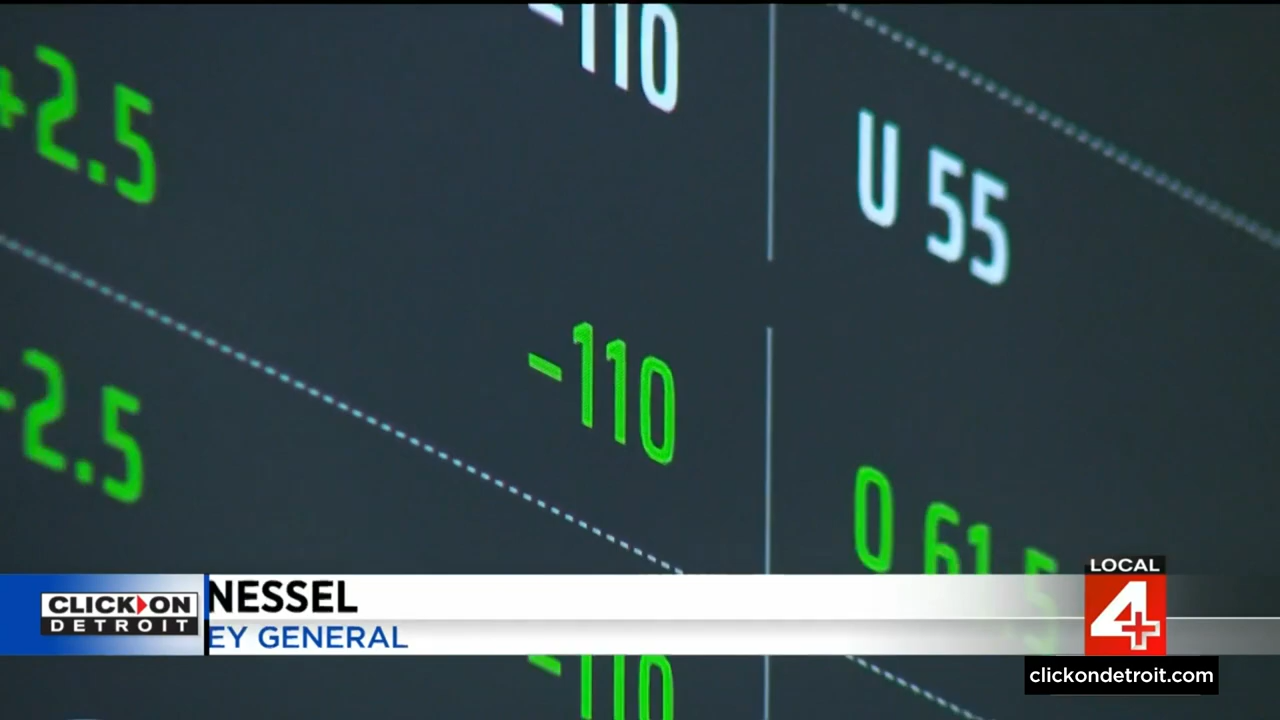 -110
+2.5
U 55
-110
-2.5
O 61.5
LOCAL
4
NESSEL
CLICK ON
DETROIT
EY GENERAL
-110
clickondetroit.com